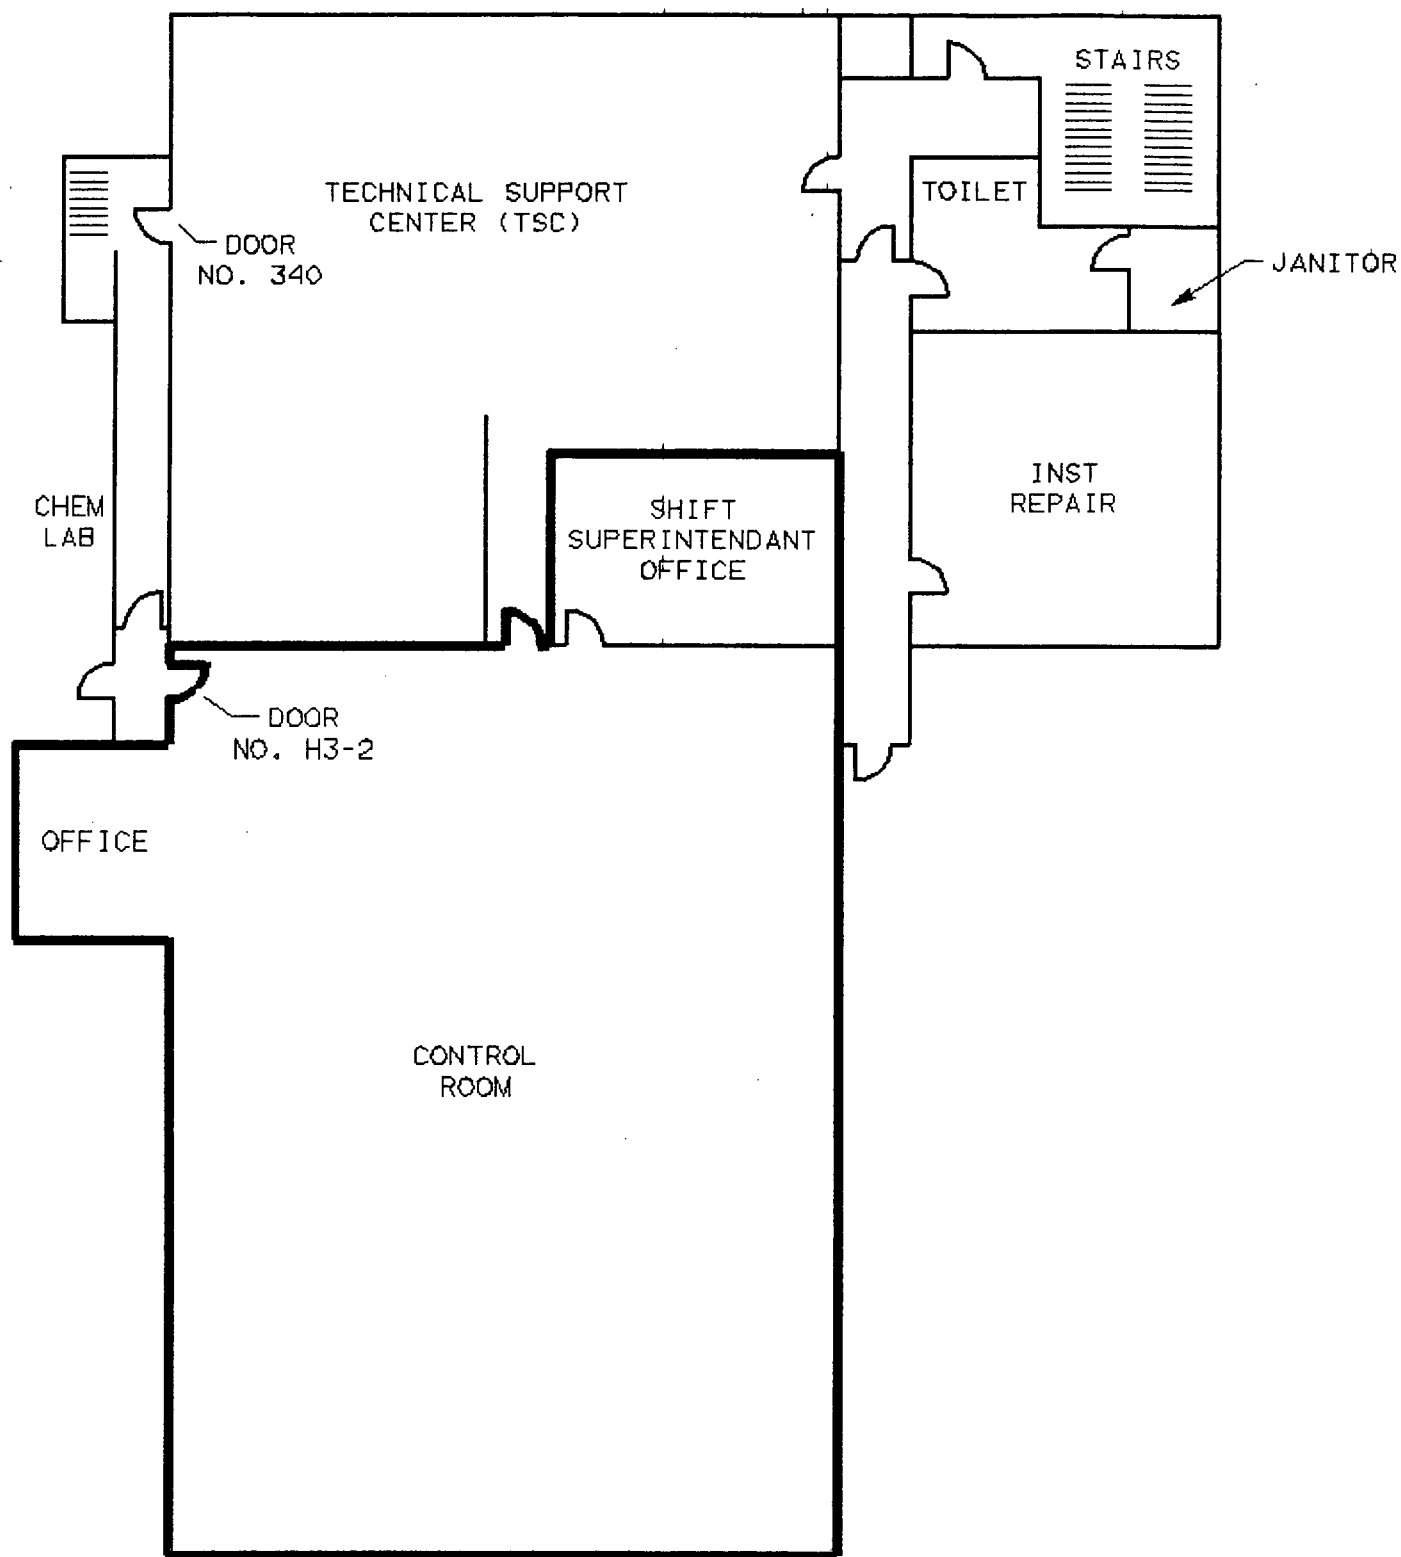 STAIRS
TECHNICAL SUPPORT
CENTER (TSC)
TOILET
DOOR
NO. 340
JANITOR
CHEM
LAB
SHIFT
SUPERINTENDANT
OFFICE
INST
REPAIR
DOOR
NO. H3-2
OFFICE
CONTROL
ROOM